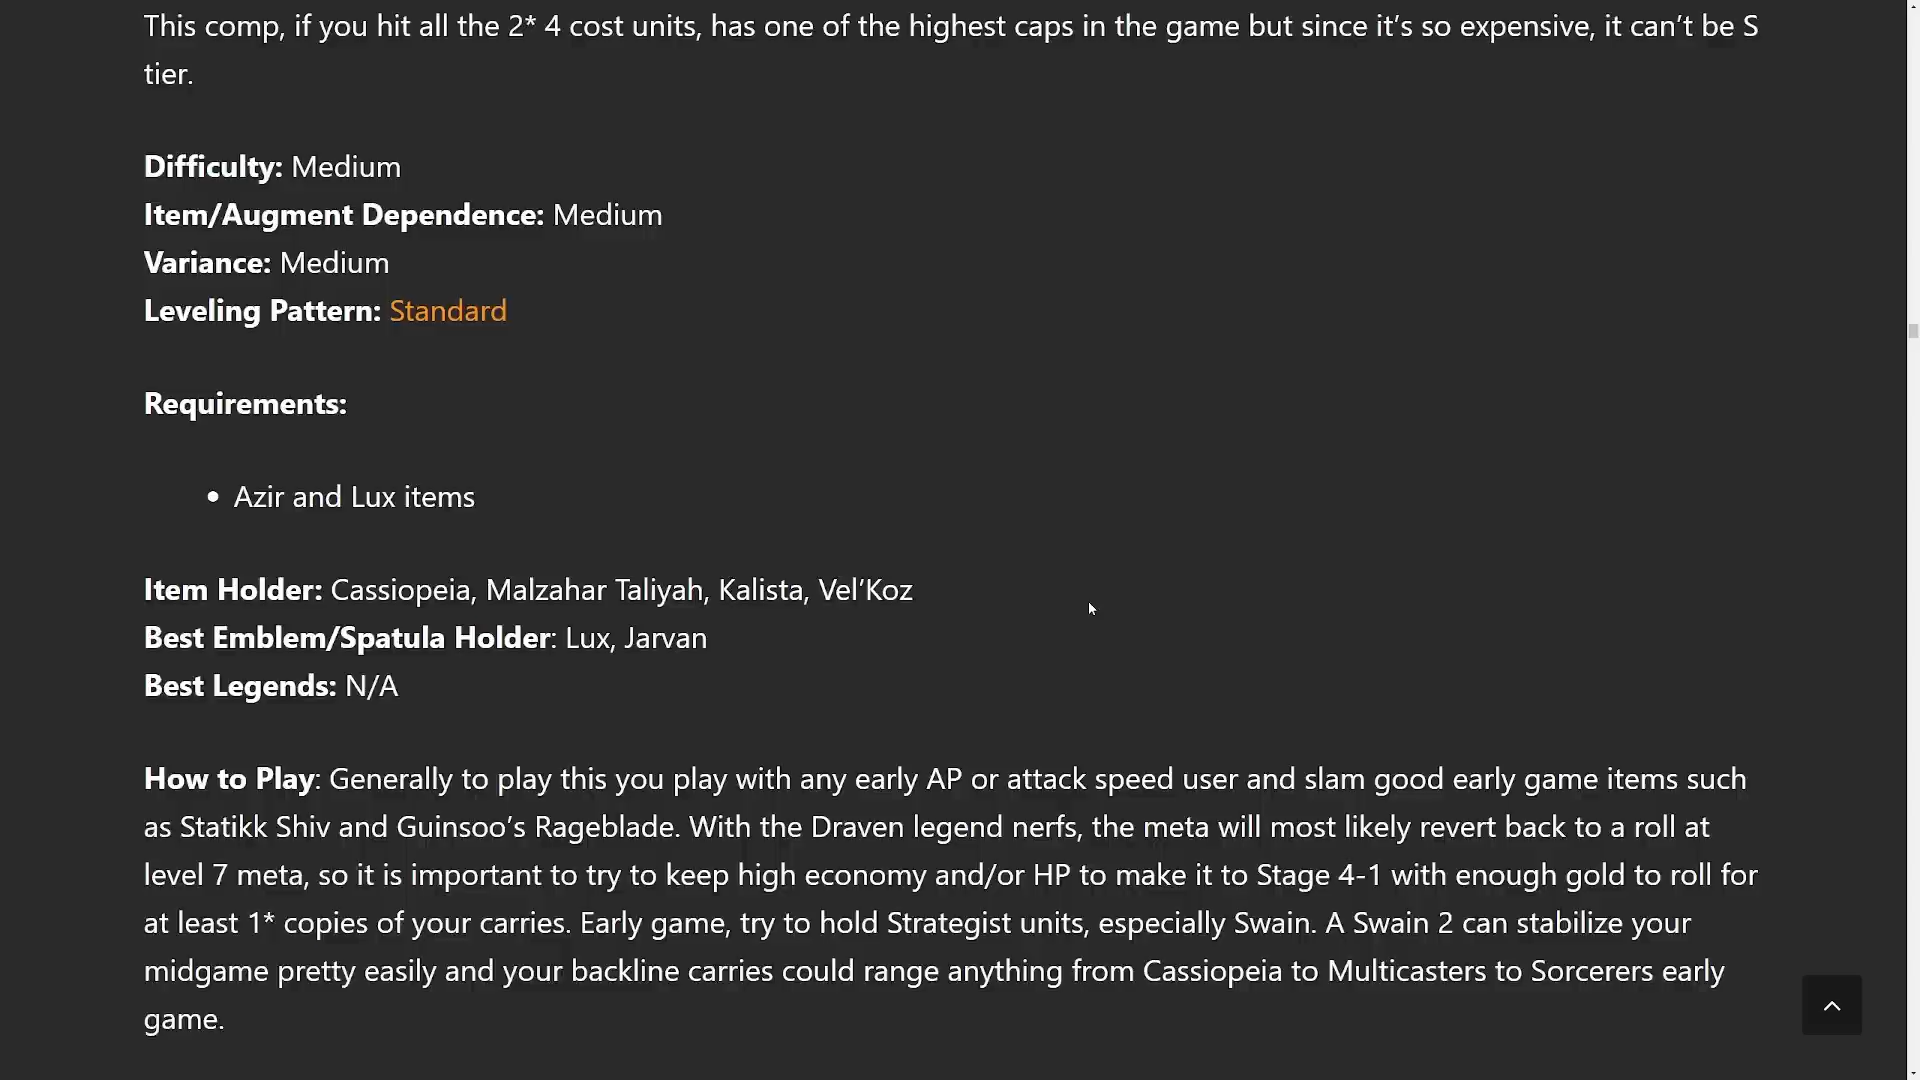 This comp, if you hit all the 2* 4 cost units, has one of the highest caps in the game but since it’s so expensive, it can’t be S
tier.
Difficulty: Medium
Item/Augment Dependence: Medium
Variance: Medium
Leveling Pattern: Standard
Requirements:
• Azir and Lux items
Item Holder: Cassiopeia, Malzahar Taliyah, Kalista, Vel’Koz
Best Emblem/Spatula Holder: Lux, Jarvan
Best Legends: N/A
How to Play: Generally to play this you play with any early AP or attack speed user and slam good early game items such
as Statikk Shiv and Guinsoo’s Rageblade. With the Draven legend nerfs, the meta will most likely revert back to a roll at
level 7 meta, so it is important to try to keep high economy and/or HP to make it to Stage 4-1 with enough gold to roll for
at least 1* copies of your carries. Early game, try to hold Strategist units, especially Swain. A Swain 2 can stabilize your
midgame pretty easily and your backline carries could range anything from Cassiopeia to Multicasters to Sorcerers early
game.